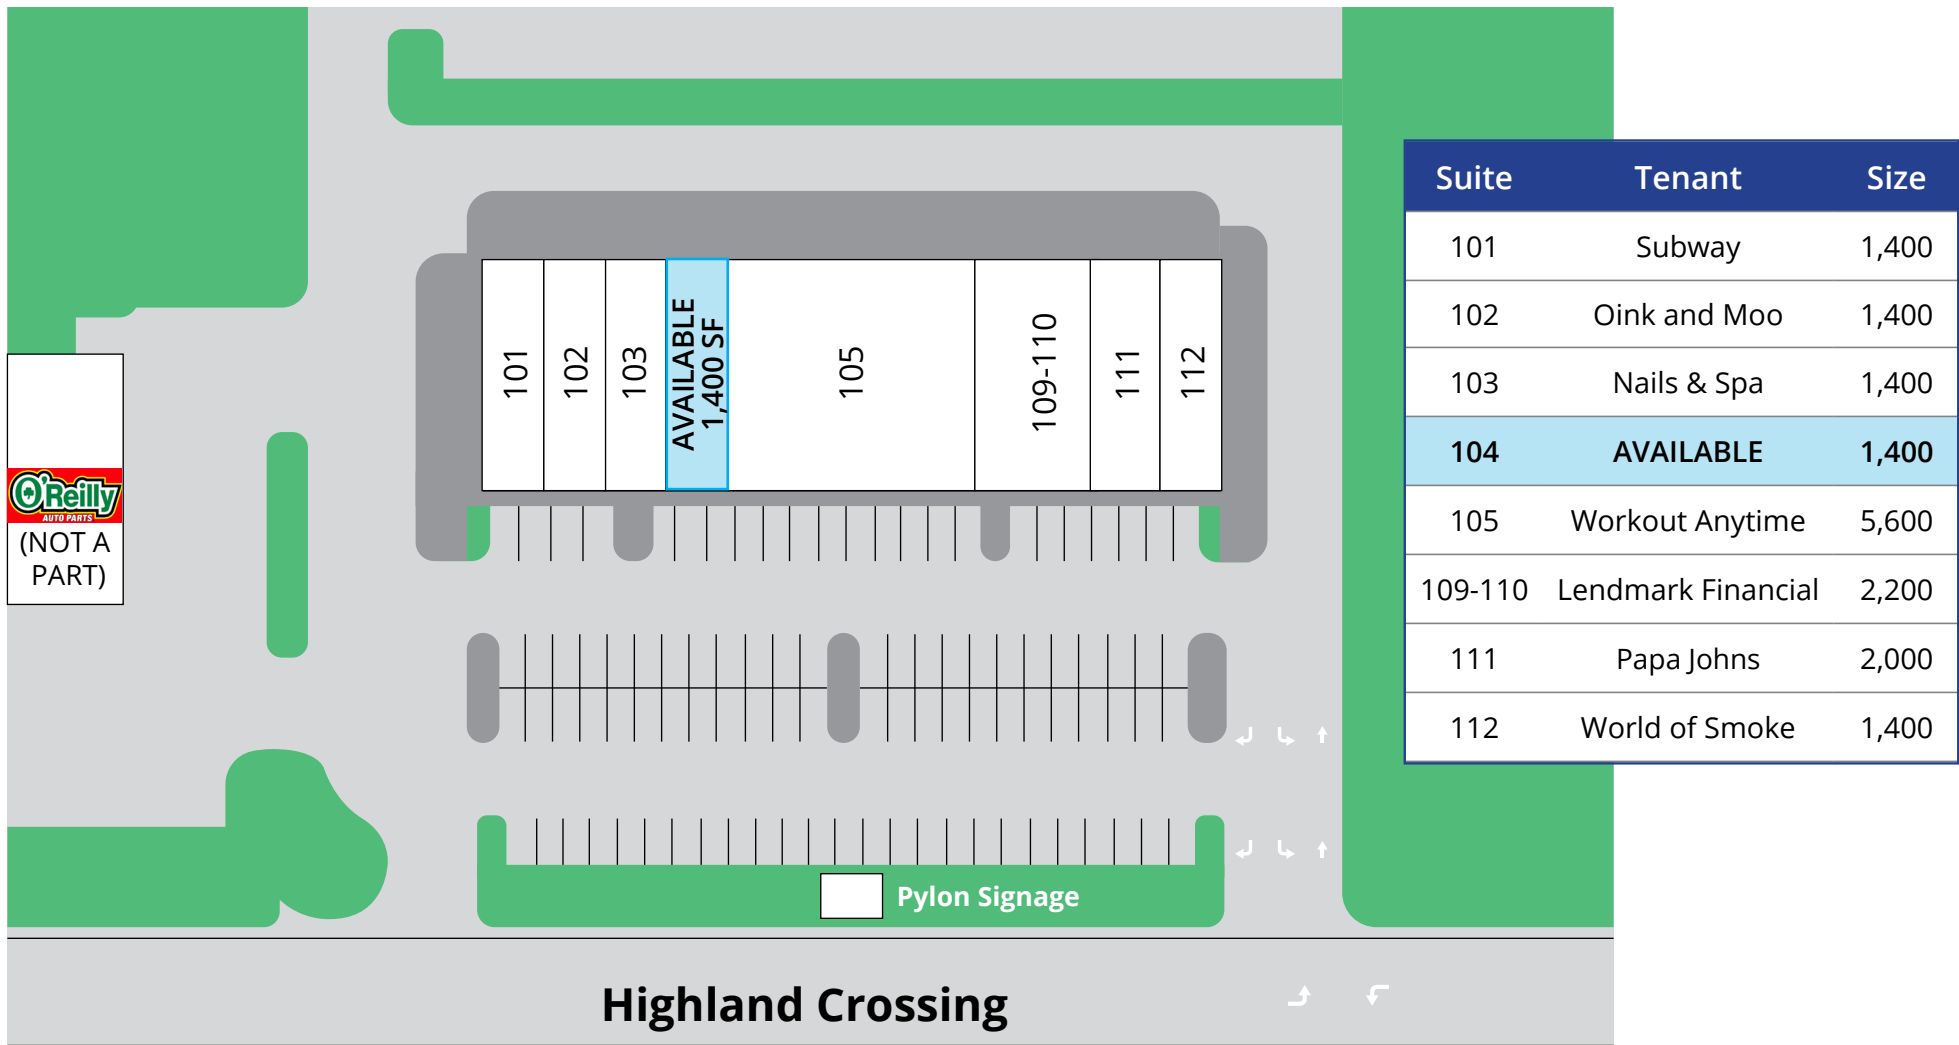 101
102
103
AVAILABLE
1,400 SF
105
109-110
111
112
O'Reilly
AUTO PARTS
(NOT A
PART)
Pylon Signage
Highland Crossing
Suite Tenant Size
101 Subway 1,400
102 Oink and Moo 1,400
103 Nails & Spa 1,400
104 AVAILABLE 1,400
105 Workout Anytime 5,600
109-110 Lendmark Financial 2,200
111 Papa Johns 2,000
112 World of Smoke 1,400